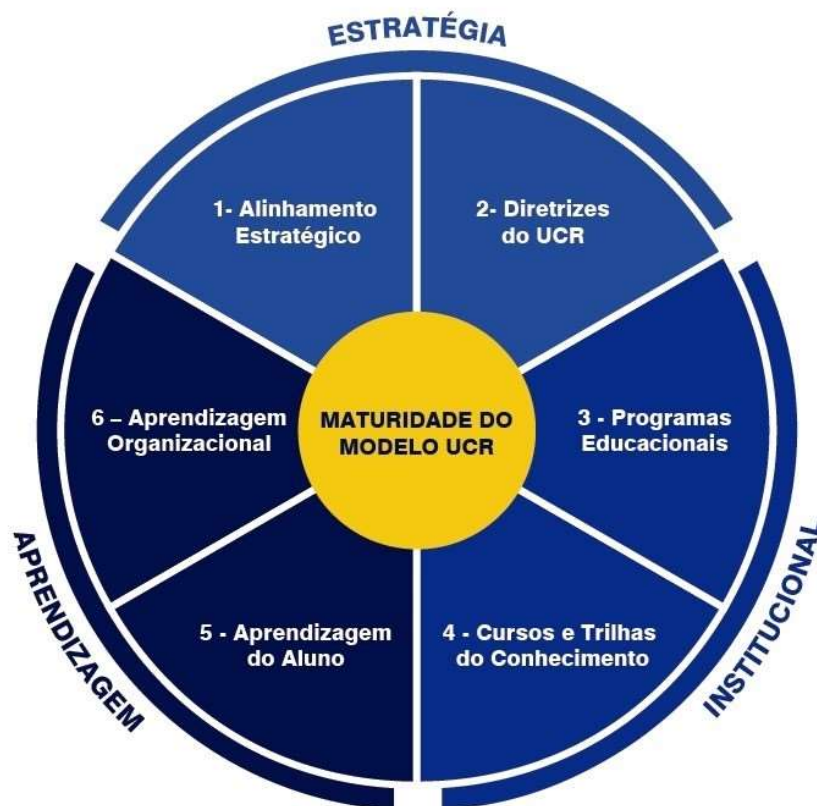 ESTRATÉGIA
1- Alinhamento
Estratégico
2- Diretrizes
do UCR
3 - Programas
Educacionais
4 - Cursos e Trilhas
do Conhecimento
5 - Aprendizagem
do Aluno
6 – Aprendizagem
Organizacional
MATURIDADE DO
MODELO UCR
APRENDIZAGEM
INSTITUCIONAL